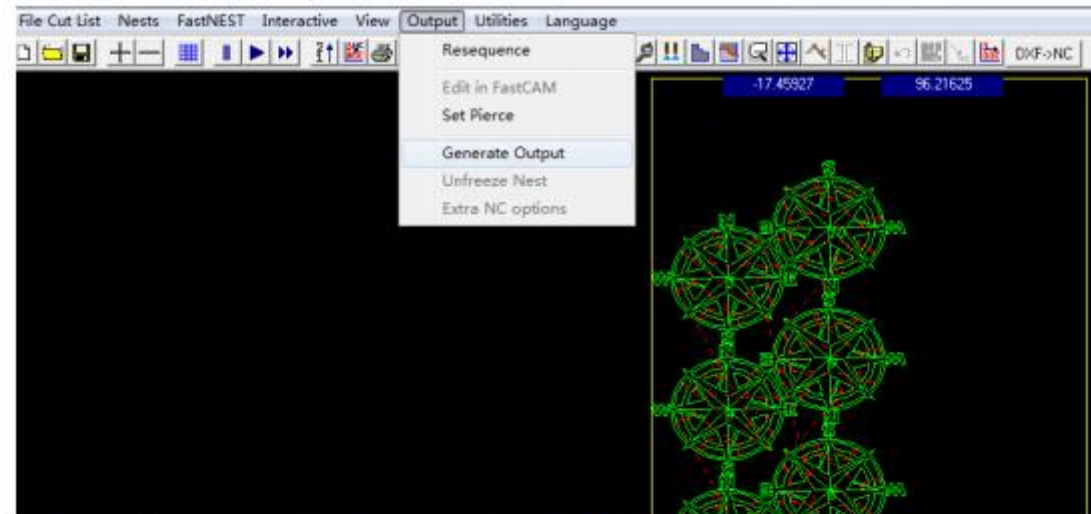 File Cut List Nests FastNEST Interactive View Output Utilities Language
DXF->NC
Resequence
Edit in FastCAM
Set Pierce
Generate Output
Unfreeze Nest
Extra NC options
-17.45927 96.21625